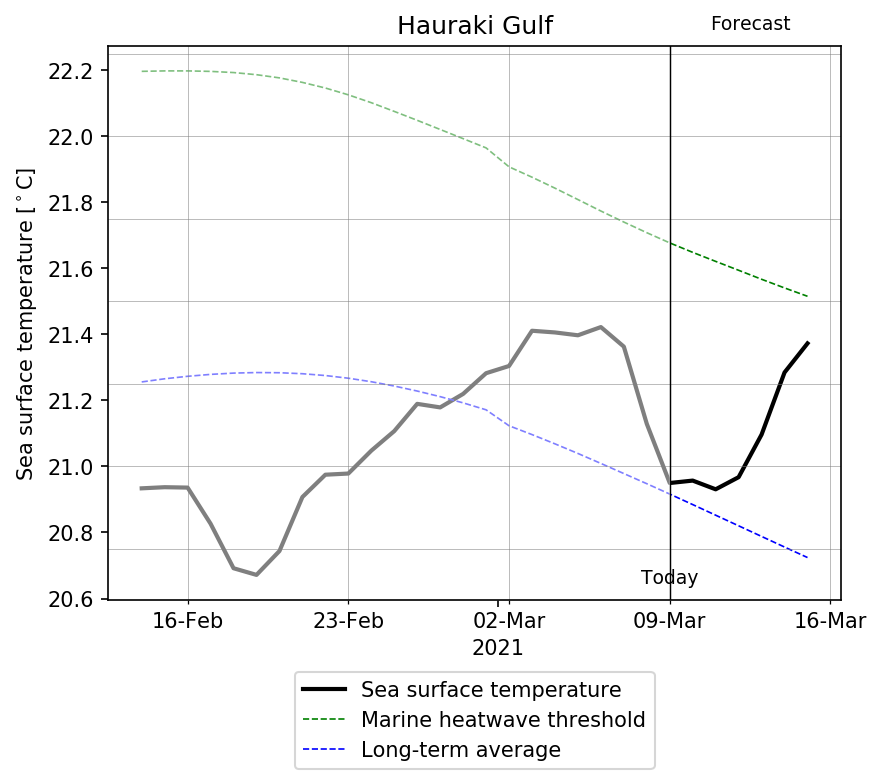 Hauraki Gulf
Forecast
Sea surface temperature [°C]
22.2
22.0
21.8
21.6
21.4
21.2
21.0
20.8
20.6
Today
16-Feb
23-Feb
02-Mar
09-Mar
16-Mar
2021
Sea surface temperature
Marine heatwave threshold
Long-term average